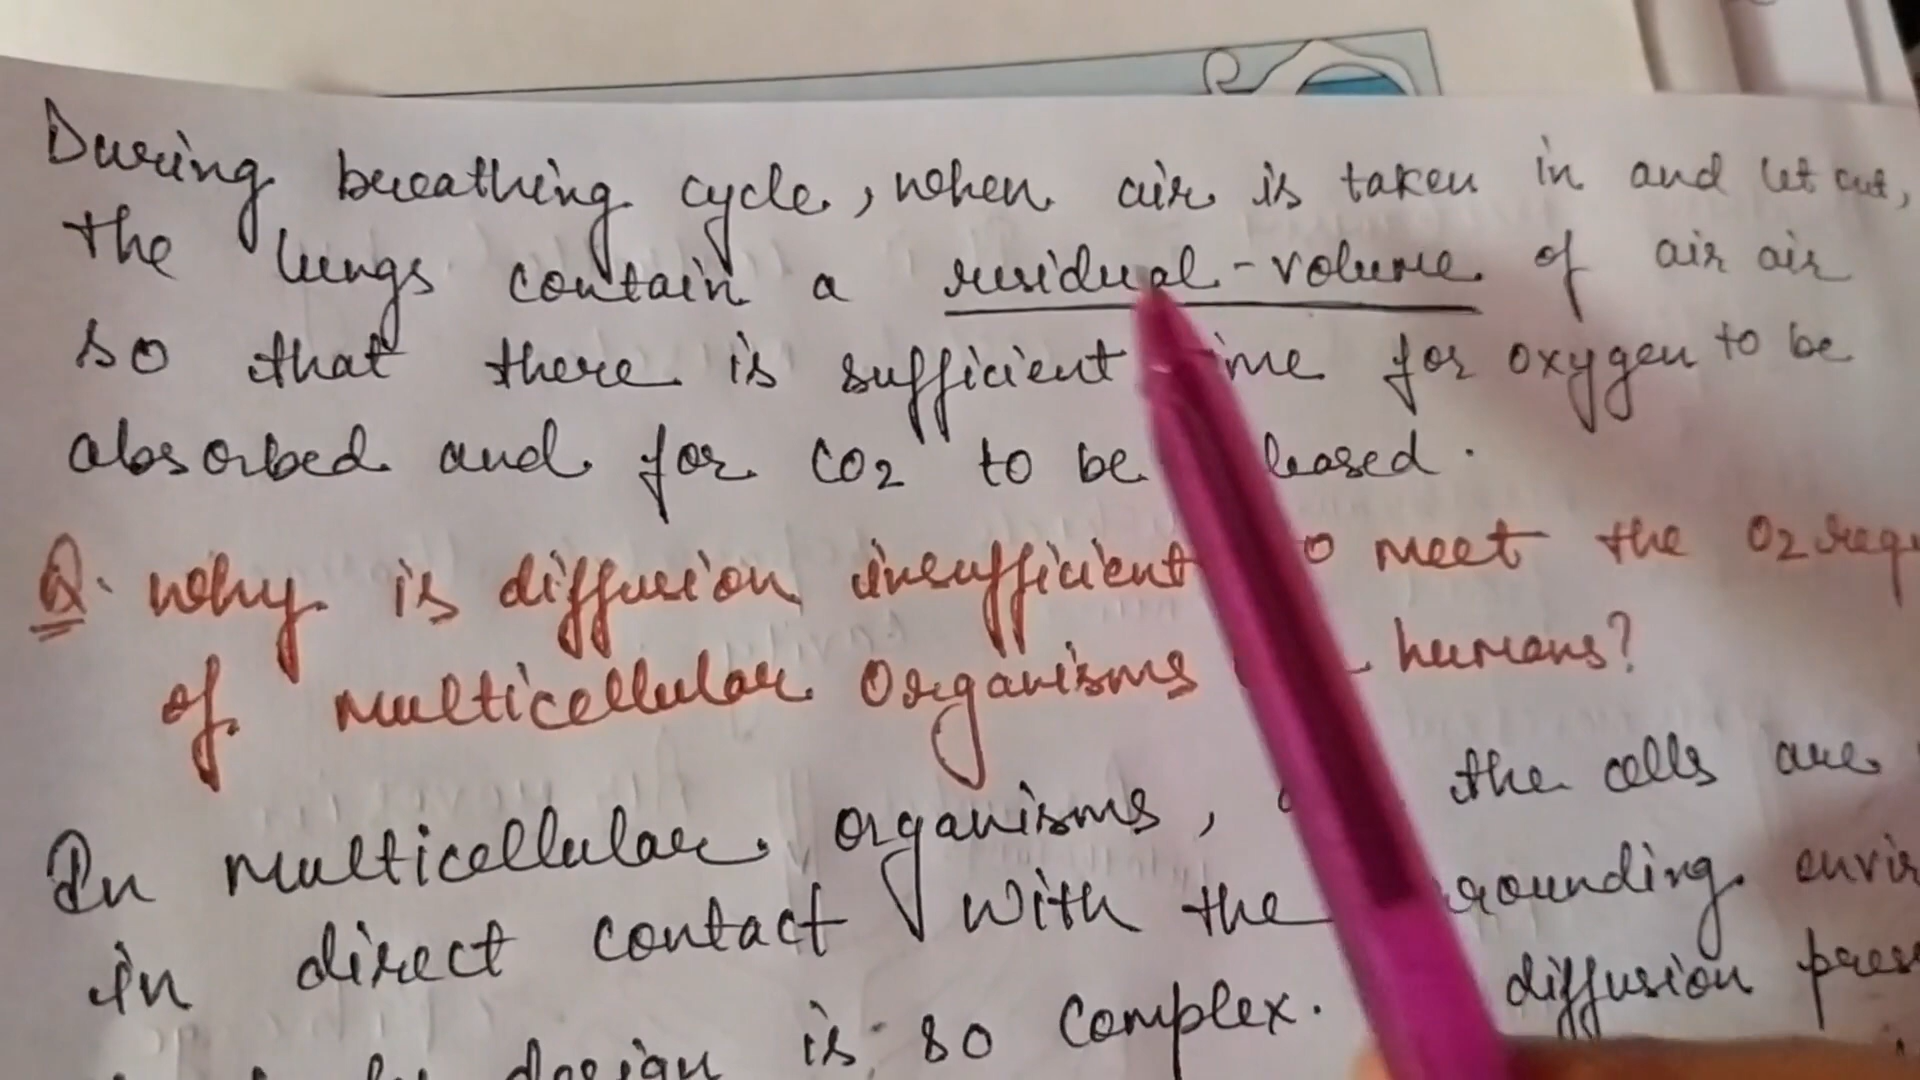 During breathing cycle, when air is taken in and let out,
the lungs contain a residual-volume of air air
so that there is sufficient for oxygen to be
absorbed and for CO2 to be
Q. Why is diffusion insufficient to meet the O2 requ
of multicellular organisms humans?
In multicellular organisms, the cells are
in direct contact with the
design is so complex. diffusion